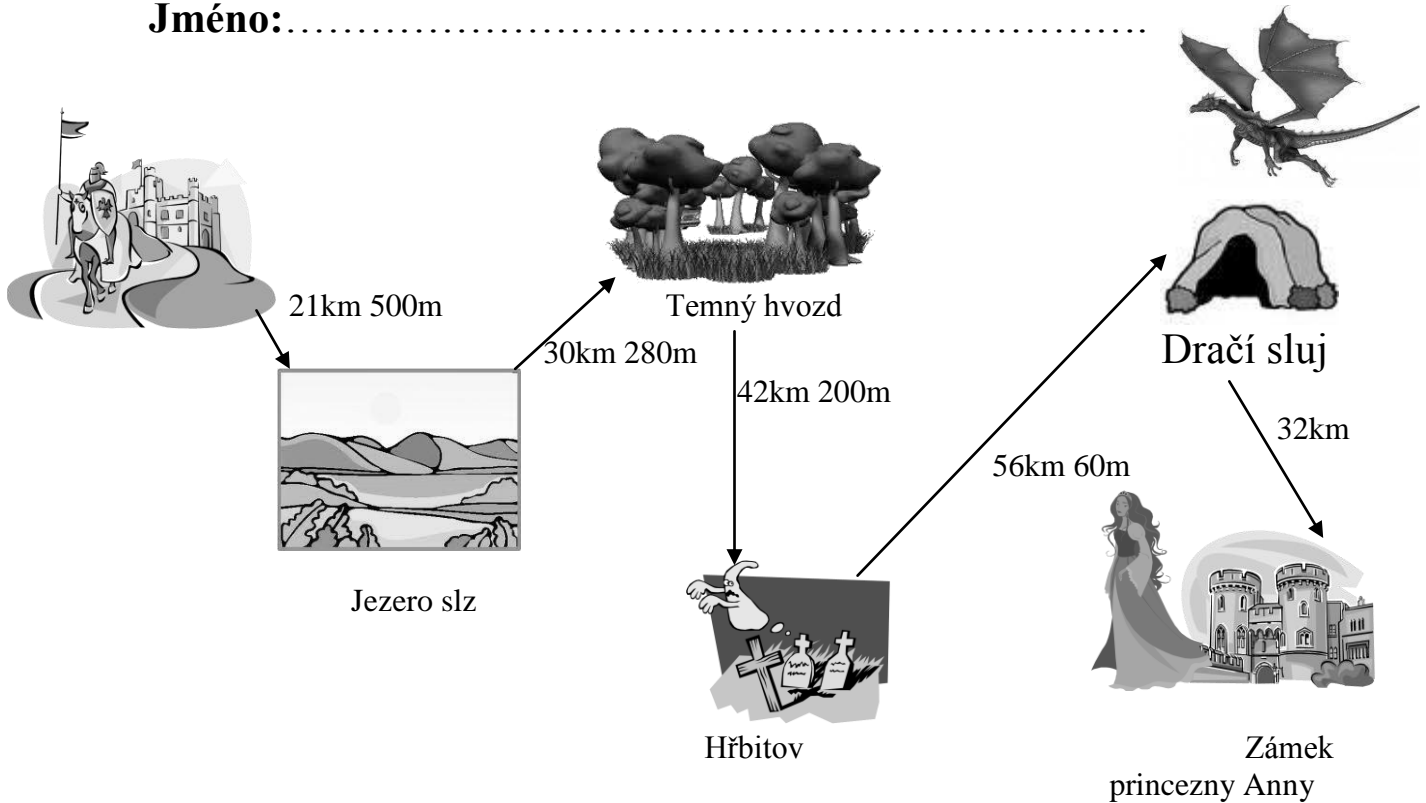 Jméno:……………………………………………………
21km 500m
Temný hvozd
30km 280m
Dračí sluj
42km 200m
32km
56km 60m
Jezero slz
Hřbitov
Zámek
princezny Anny